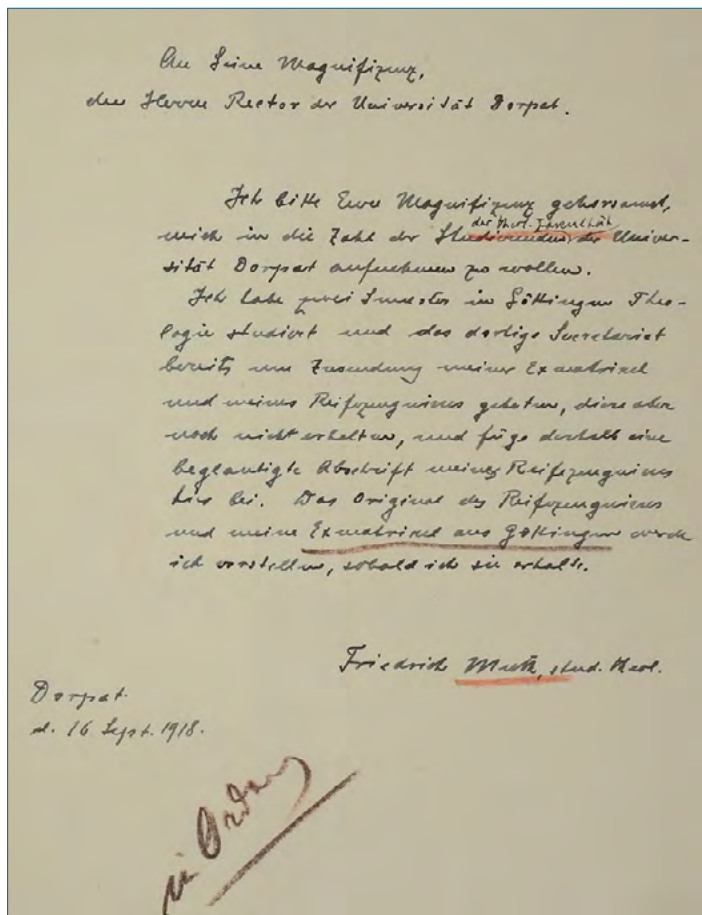 An Seine Magnifizenz,
den Herrn Rector der Universität Dorpat.
Ich bitte Eure Magnifizenz gehorsamst,
der theol. Facultät
mich in die Zahl der Studierenden der Univer-
sität Dorpat aufnehmen zu wollen.
Ich habe zwei Semester in Göttingen Theo-
logie studiert und das dortige Secretariat
bereits um Zusendung meiner Exmatrikel
und meines Reifezeugnisses gebeten, diese aber
noch nicht erhalten, und füge deshalb eine
beglaubigte Abschrift meines Reifezeugnisses
hier bei. Das Original des Reifezeugnisses
und meine Exmatrikel aus Göttingen werde
ich vorstellen, sobald ich sie erhalte.
Friedrich Muth, stud. theol.
Dorpat.
d. 16 Sept. 1918.
in Ordnung